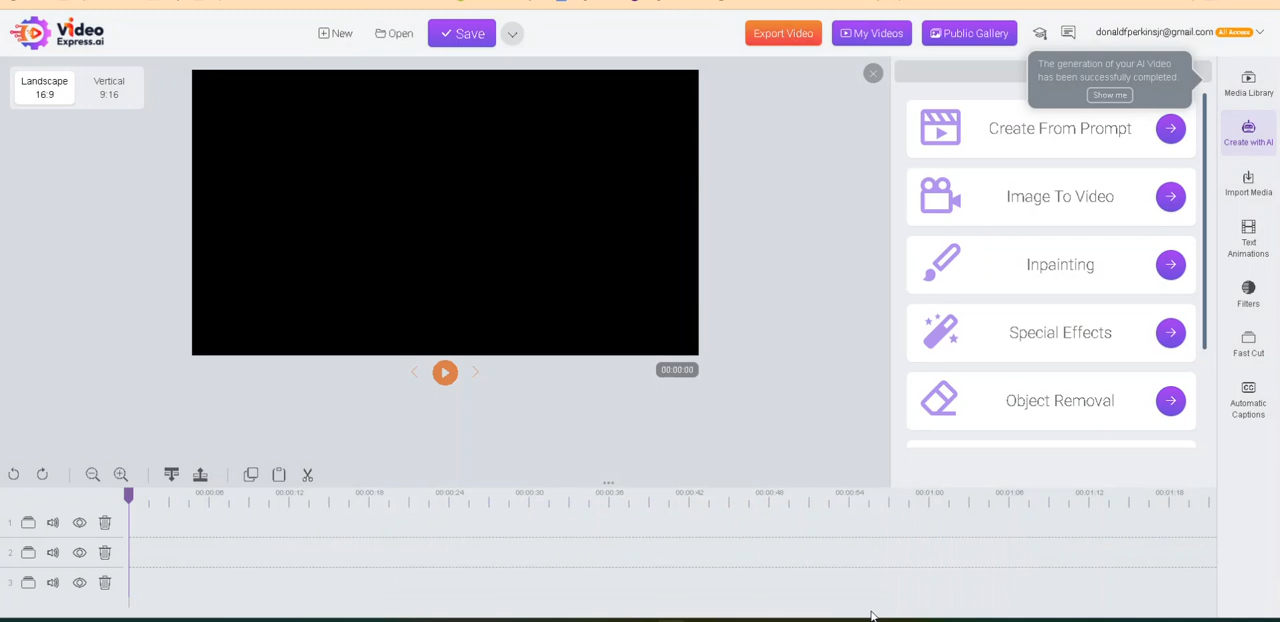 Video
Express.ai
New
Open
Save
Export Video
My Videos
Public Gallery
donaldfperkinsjr@gmail.com
All Access
Landscape
16:9
Vertical
9:16
The generation of your AI Video
has been successfully completed.
Show me
Create From Prompt
Image To Video
Inpainting
Special Effects
Object Removal
Media Library
Create with AI
Import Media
Text
Animations
Filters
Fast Cut
CC
Automatic
Captions
00:00:00
00:00:06 00:00:12 00:00:18 00:00:24 00:00:30 00:00:36 00:00:42 00:00:48 00:00:54 00:01:00 00:01:06 00:01:12 00:01:18
1
2
3